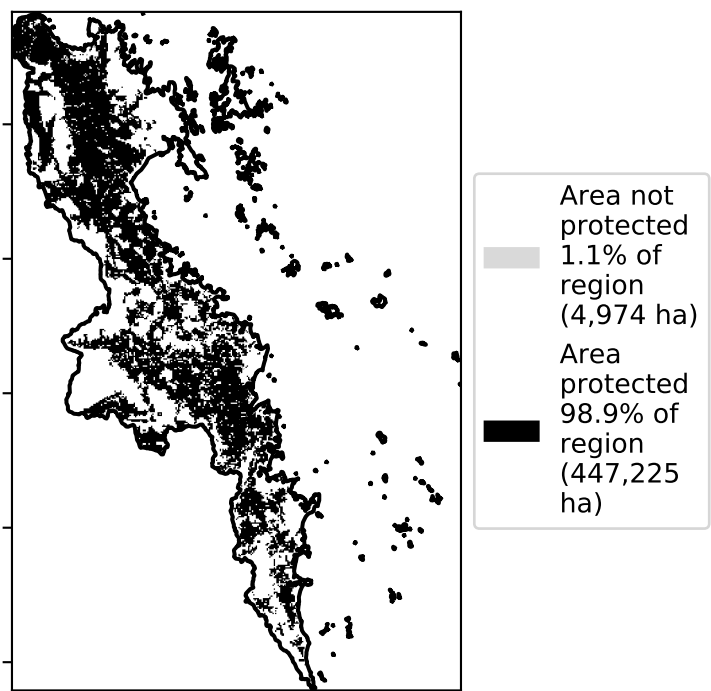 Area not
protected
1.1% of
region
(4,974 ha)
Area
protected
98.9% of
region
(447,225
ha)